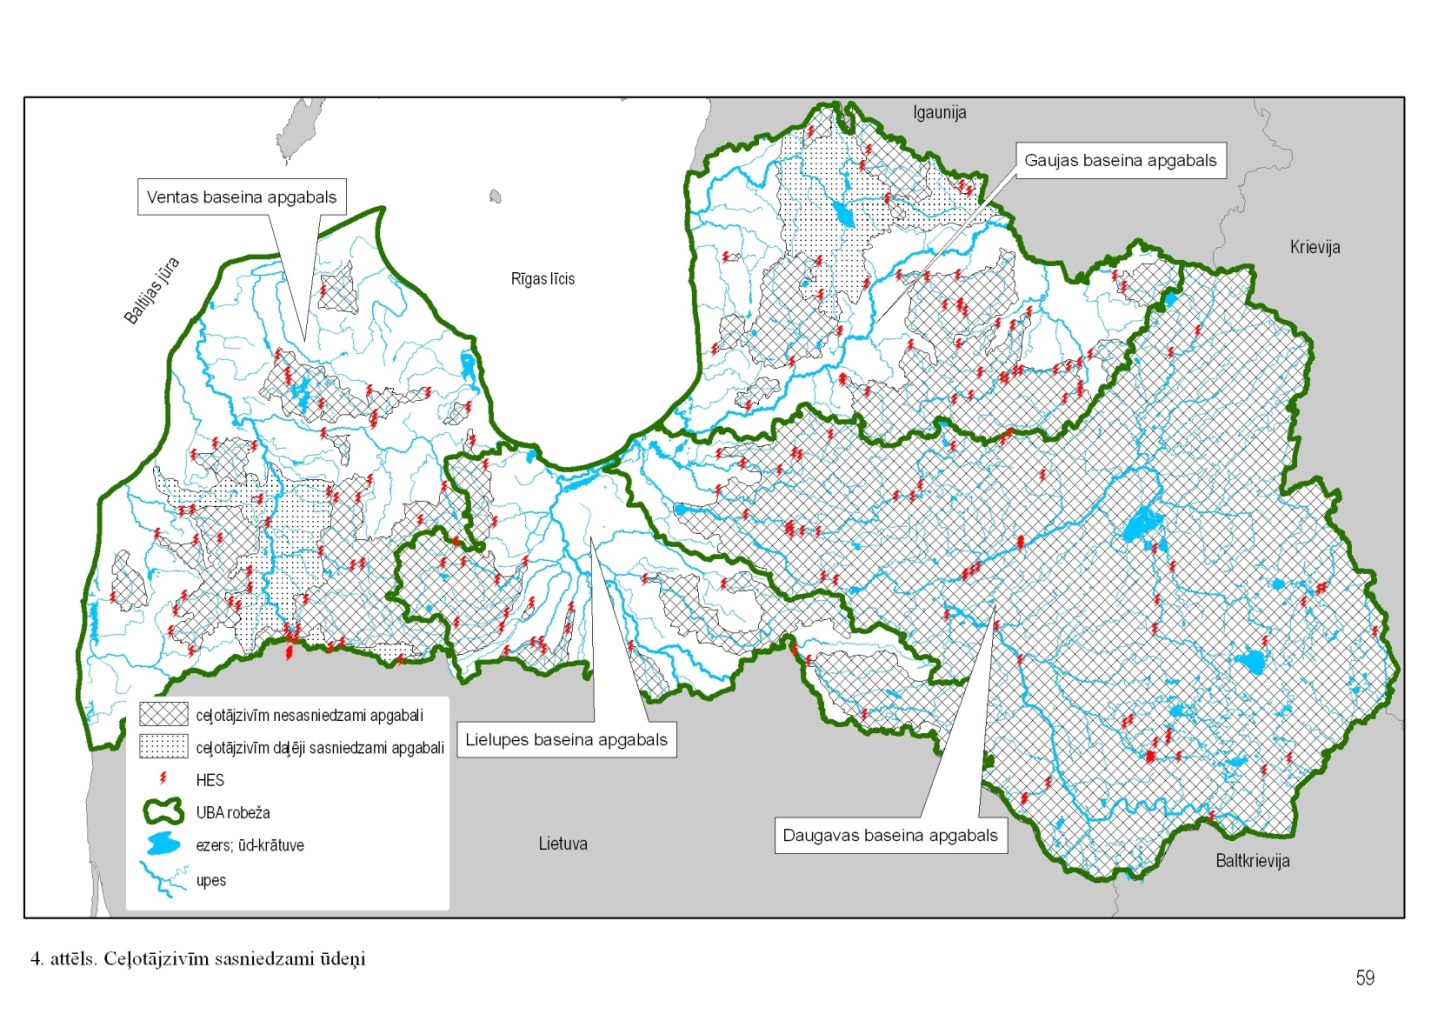 Igaunija
Gaujas baseina apgabals
Ventas baseina apgabals
Krievija
Baltijas jūra
Rīgas līcis
ceļotājzivīm nesasniedzami apgabali
Lielupes baseina apgabals
ceļotājzivīm daļēji sasniedzami apgabali
HES
UBA robeža
Daugavas baseina apgabals
ezers; ūd-krātuve
Lietuva
Baltkrievija
upes
4. attēls. Ceļotājzivīm sasniedzami ūdeņi
59